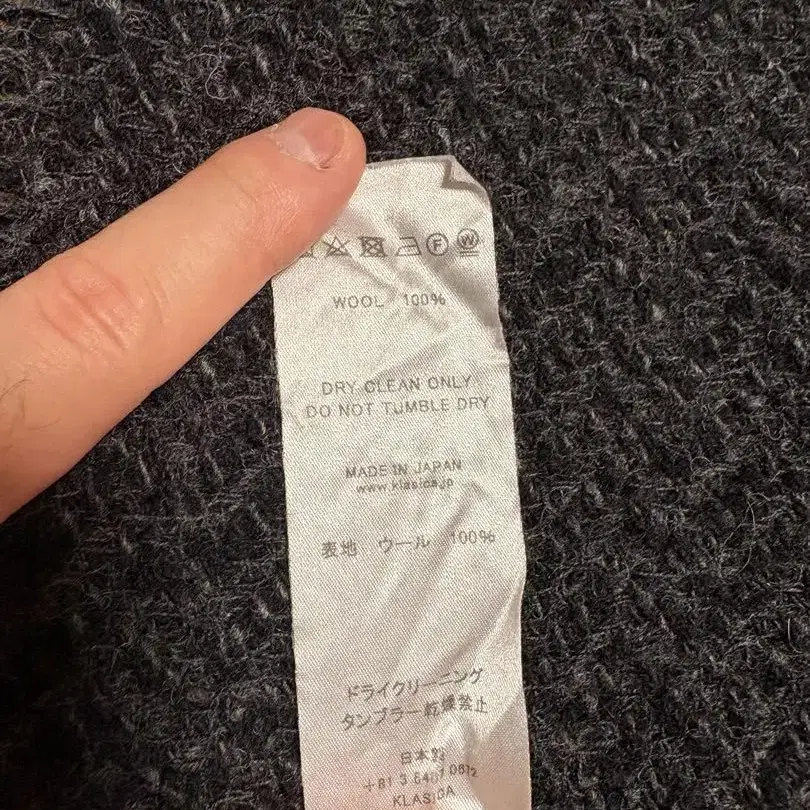 F W
WOOL 100%
DRY CLEAN ONLY
DO NOT TUMBLE DRY
MADE IN JAPAN
www.klasica.jp
表地 ウール 100%
ドライクリーニング
タンブラー乾燥禁止
日本製
+81 3
KLASICA